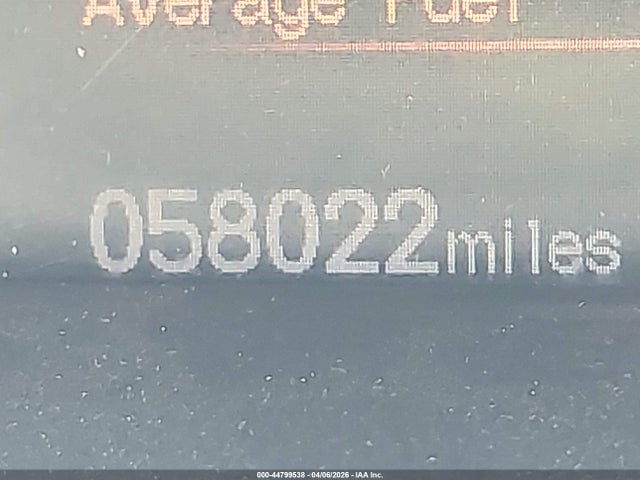 Average Fuel
058022miles
000-44799538 - 04/06/2026 - IAA Inc.